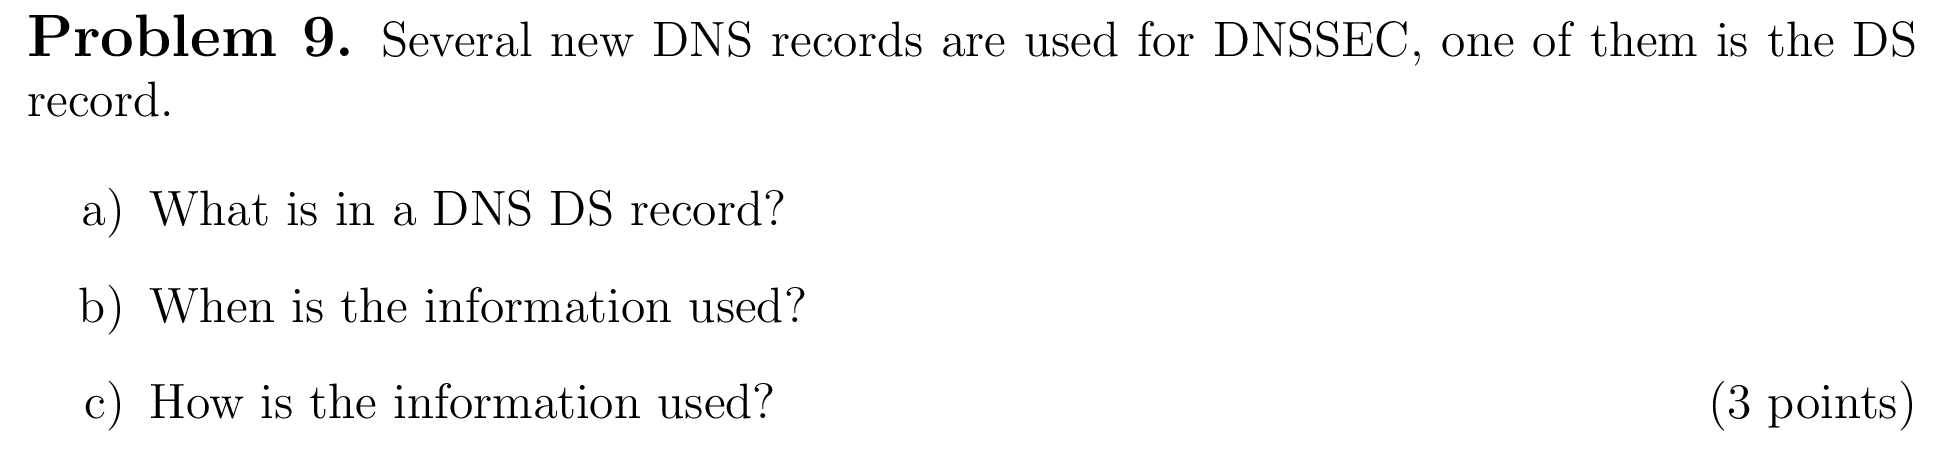 Problem 9. Several new DNS records are used for DNSSEC, one of them is the DS
record.
a) What is in a DNS DS record?
b) When is the information used?
c) How is the information used? (3 points)